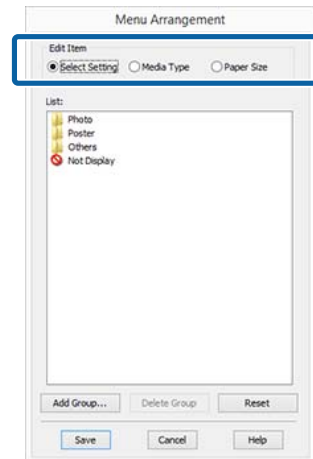 Menu Arrangement
Edit Item
Select Setting Media Type Paper Size
List:
Photo
Poster
Others
Not Display
Add Group... Delete Group Reset
Save Cancel Help